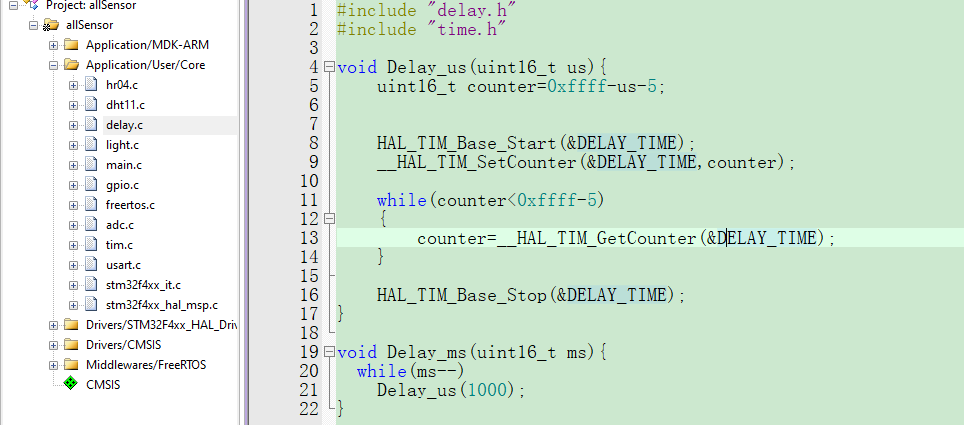 Project: allSensor
allSensor
Application/MDK-ARM
Application/User/Core
hr04.c
dht11.c
delay.c
light.c
main.c
gpio.c
freertos.c
adc.c
tim.c
usart.c
stm32f4xx_it.c
stm32f4xx_hal_msp.c
Drivers/STM32F4xx_HAL_Driv
Drivers/CMSIS
Middlewares/FreeRTOS
CMSIS
1 #include "delay.h"
2 #include "time.h"
3
4 void Delay_us(uint16_t us){
5     uint16_t counter=0xffff-us-5;
6
7
8     HAL_TIM_Base_Start(&DELAY_TIME);
9     __HAL_TIM_SetCounter(&DELAY_TIME,counter);
10
11     while(counter<0xffff-5)
12     {
13         counter=__HAL_TIM_GetCounter(&DELAY_TIME);
14     }
15
16     HAL_TIM_Base_Stop(&DELAY_TIME);
17 }
18
19 void Delay_ms(uint16_t ms){
20   while(ms--)
21     Delay_us(1000);
22 }